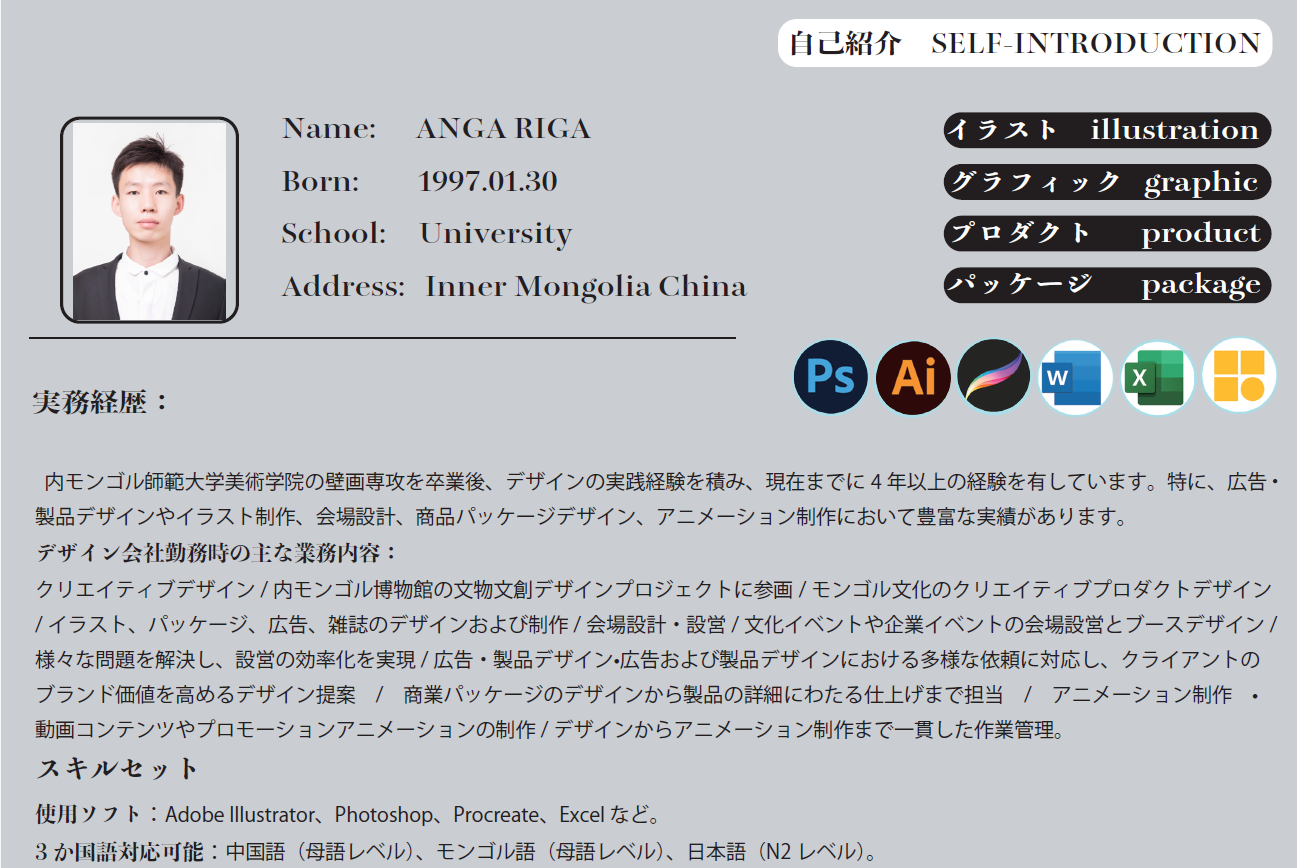 自己紹介 SELF-INTRODUCTION
Name: ANGA RIGA
Born: 1997.01.30
School: University
Address: Inner Mongolia China
イラスト illustration
グラフィック graphic
プロダクト product
パッケージ package
Ps Ai W X
実務経歴：
内モンゴル師範大学美術学院の壁画専攻を卒業後、デザインの実践経験を積み、現在までに 4 年以上の経験を有しています。特に、広告・
製品デザインやイラスト制作、会場設計、商品パッケージデザイン、アニメーション制作において豊富な実績があります。
デザイン会社勤務時の主な業務内容：
クリエイティブデザイン / 内モンゴル博物館の文物文創デザインプロジェクトに参画 / モンゴル文化のクリエイティブプロダクトデザイン
/ イラスト、パッケージ、広告、雑誌のデザインおよび制作 / 会場設計・設営 / 文化イベントや企業イベントの会場設営とブースデザイン /
様々な問題を解決し、設営の効率化を実現 / 広告・製品デザイン•広告および製品デザインにおける多様な依頼に対応し、クライアントの
ブランド価値を高めるデザイン提案　/　商業パッケージのデザインから製品の詳細にわたる仕上げまで担当　/　アニメーション制作　•
動画コンテンツやプロモーションアニメーションの制作 / デザインからアニメーション制作まで一貫した作業管理。
スキルセット
使用ソフト：Adobe Illustrator、Photoshop、Procreate、Excel など。
3 か国語対応可能：中国語（母語レベル）、モンゴル語（母語レベル）、日本語（N2 レベル）。